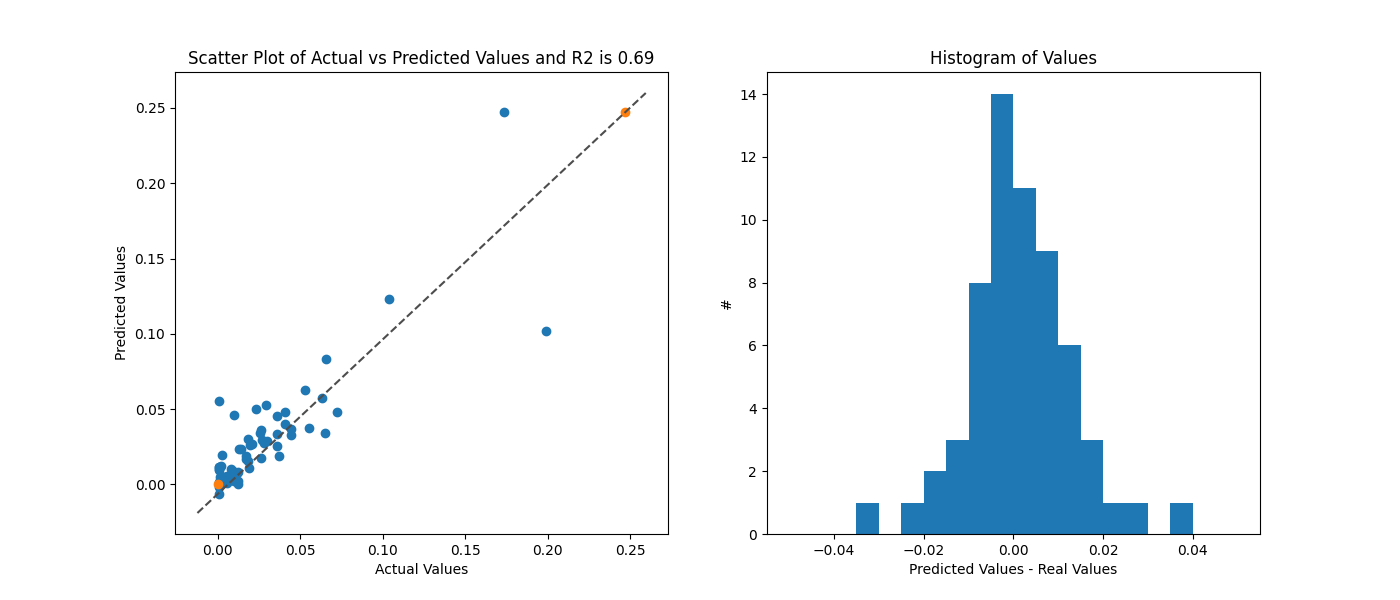 Scatter Plot of Actual vs Predicted Values and R2 is 0.69
Predicted Values
0.25
0.20
0.15
0.10
0.05
0.00
0.00 0.05 0.10 0.15 0.20 0.25
Actual Values
Histogram of Values
#
14
12
10
8
6
4
2
0
−0.04 −0.02 0.00 0.02 0.04
Predicted Values - Real Values